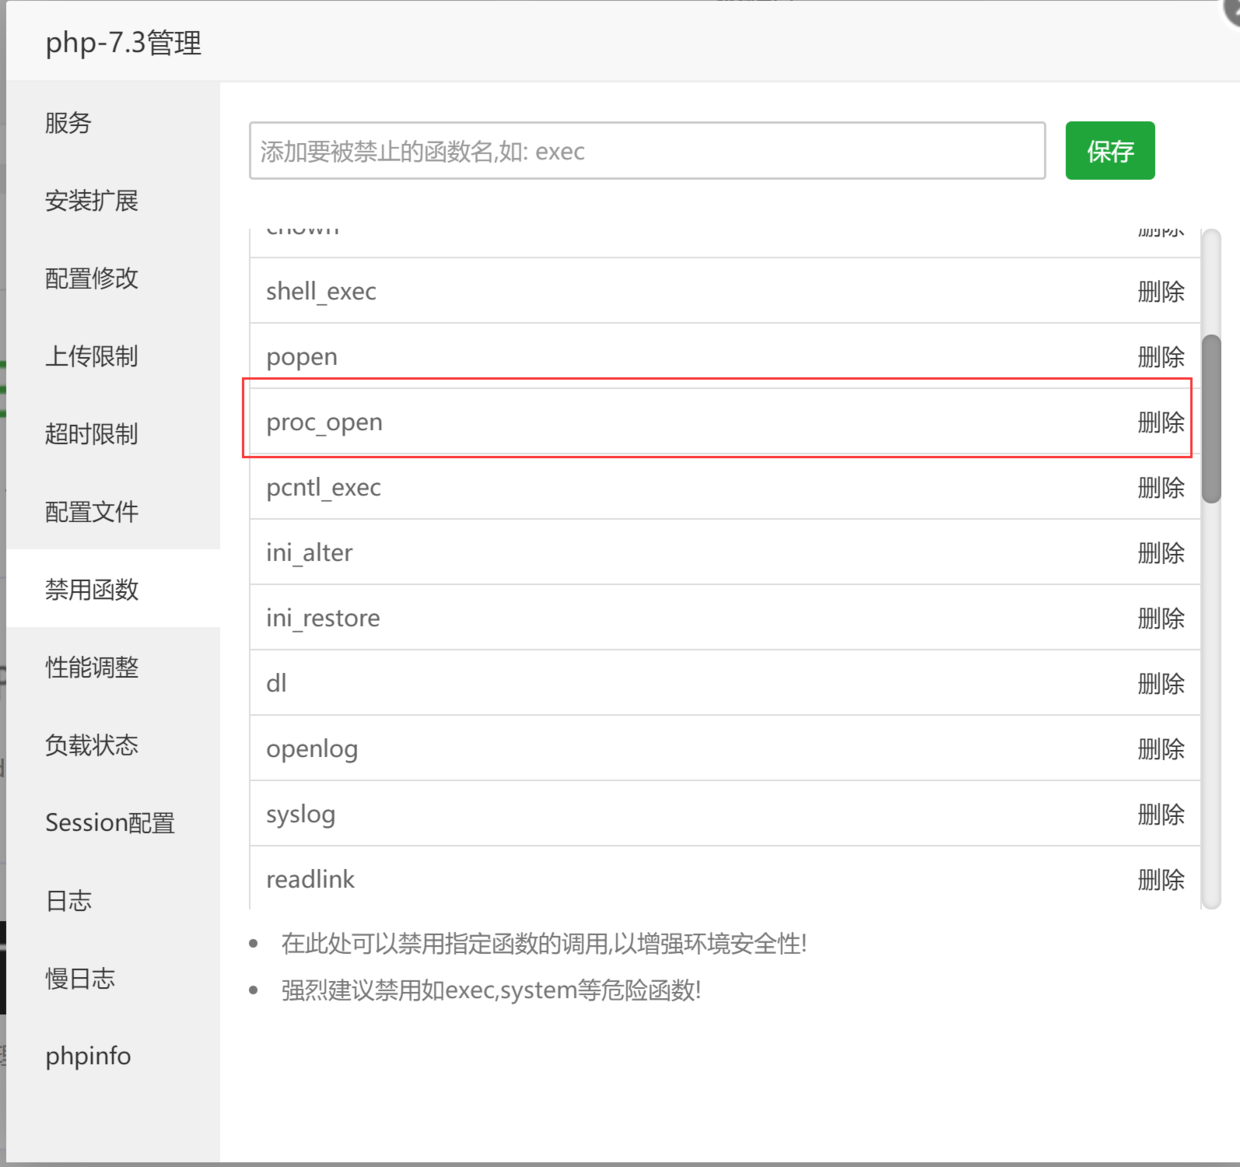 php-7.3管理
服务
安装扩展
配置修改
上传限制
超时限制
配置文件
禁用函数
性能调整
负载状态
Session配置
日志
慢日志
phpinfo
添加要被禁止的函数名,如: exec
保存
chown 删除
shell_exec 删除
popen 删除
proc_open 删除
pcntl_exec 删除
ini_alter 删除
ini_restore 删除
dl 删除
openlog 删除
syslog 删除
readlink 删除
在此处可以禁用指定函数的调用,以增强环境安全性!
强烈建议禁用如exec,system等危险函数!